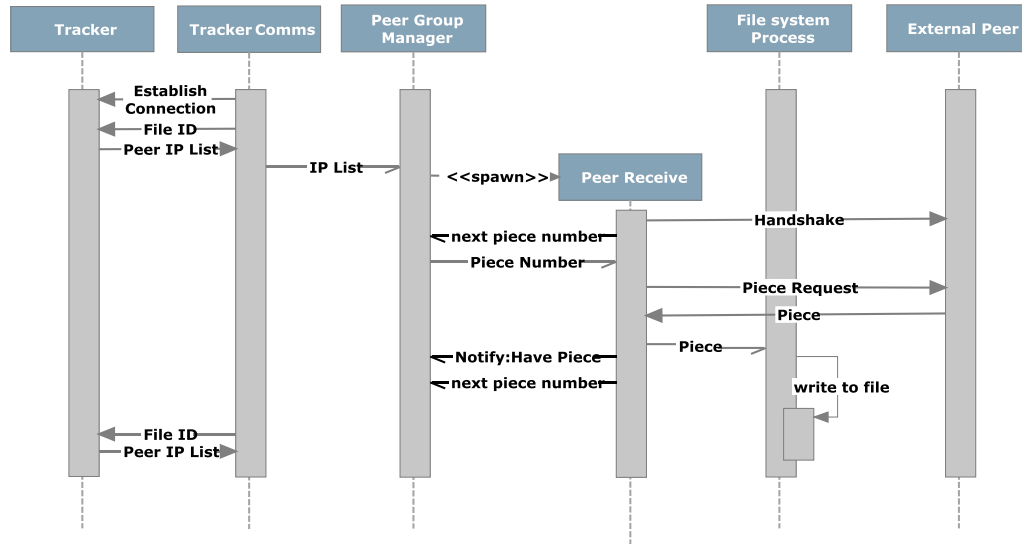 Tracker
Tracker Comms
Peer Group
Manager
File system
Process
External Peer
Establish
Connection
File ID
Peer IP List
IP List
<<spawn>>
Peer Receive
Handshake
next piece number
Piece Number
Piece Request
Piece
Piece
Notify:Have Piece
next piece number
write to file
File ID
Peer IP List